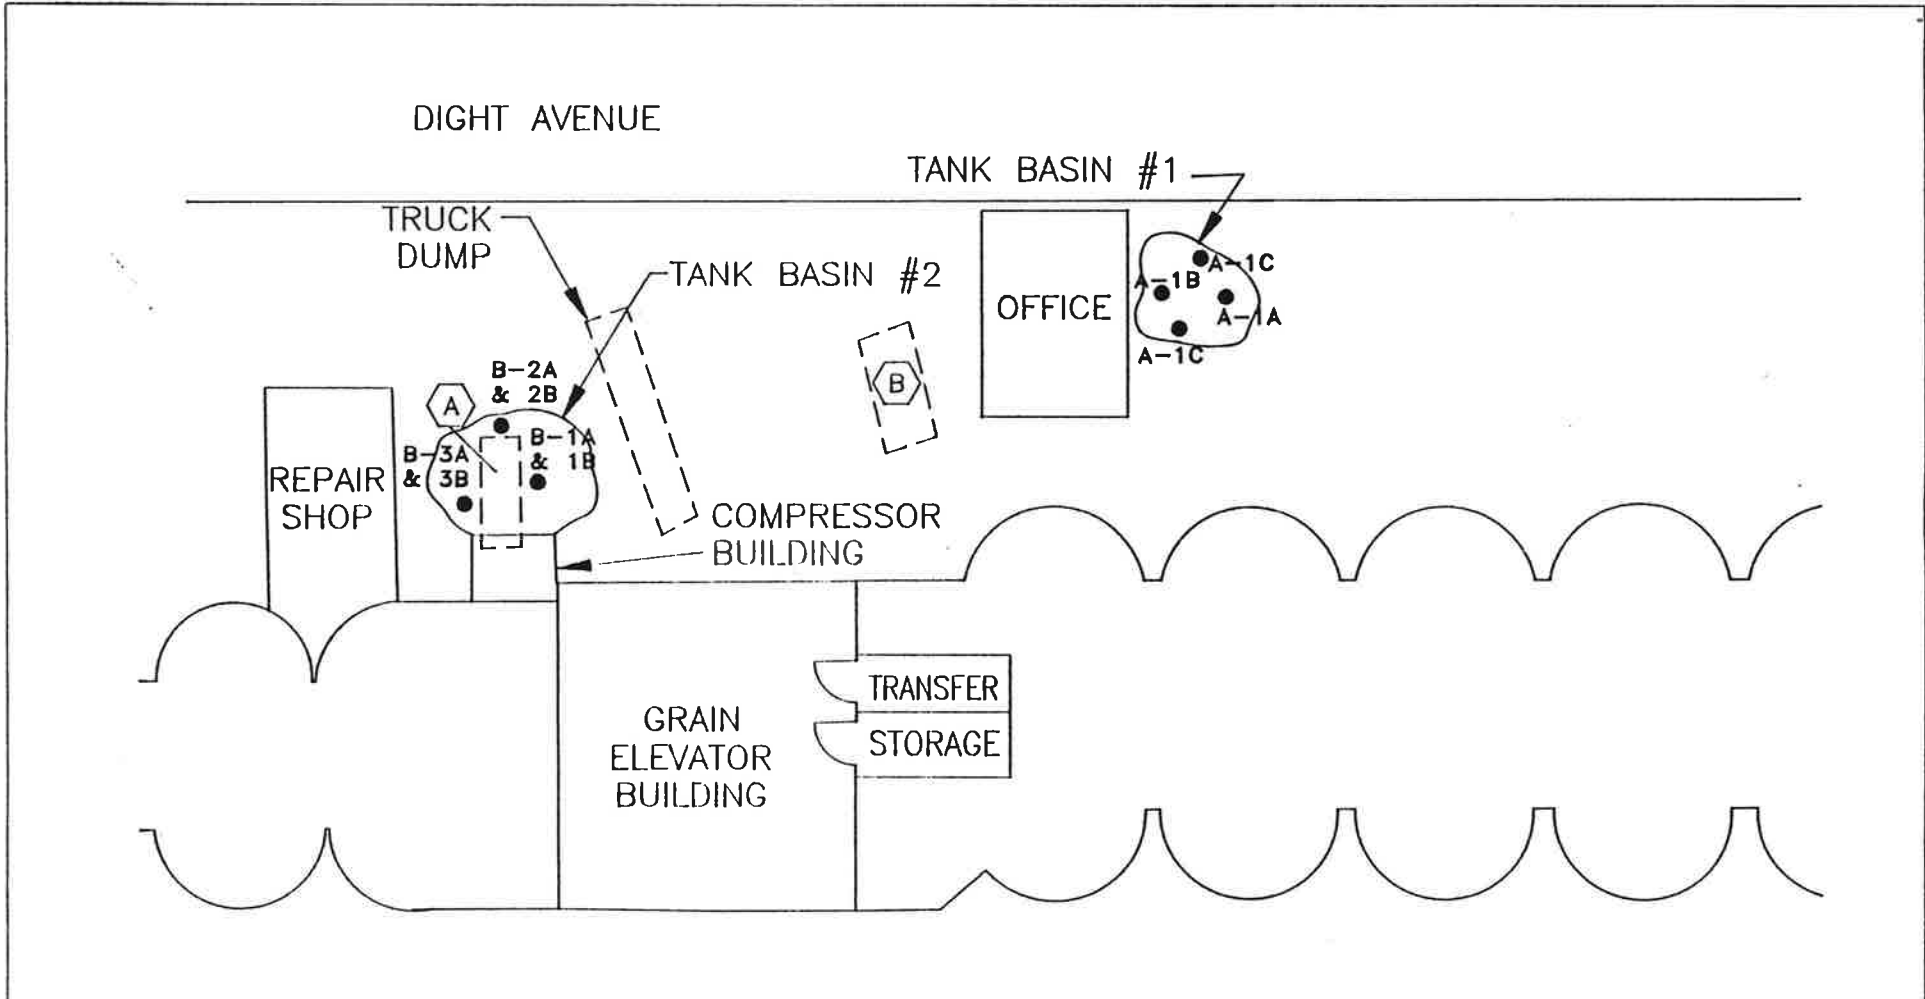 DIGHT AVENUE
TANK BASIN #1
TRUCK
DUMP
TANK BASIN #2
OFFICE
A-1C
A-1B
A-1A
A-1C
B
B-2A
& 2B
A
B-1A
& 1B
B-3A
& 3B
REPAIR
SHOP
COMPRESSOR
BUILDING
TRANSFER
STORAGE
GRAIN
ELEVATOR
BUILDING